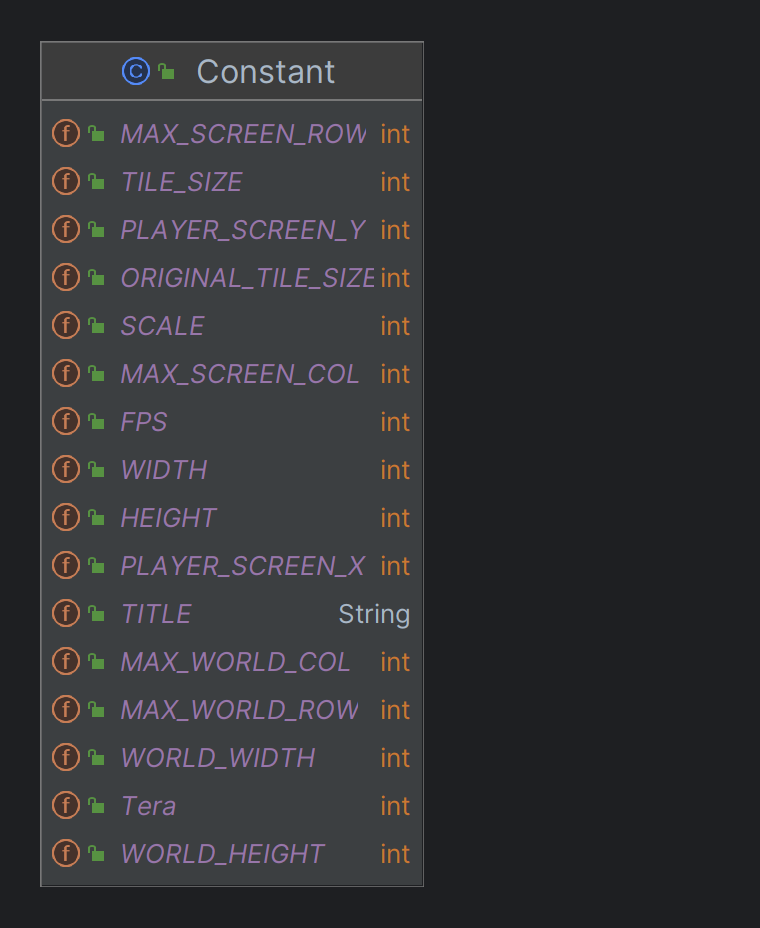 C Constant
f MAX_SCREEN_ROW int
f TILE_SIZE int
f PLAYER_SCREEN_Y int
f ORIGINAL_TILE_SIZE int
f SCALE int
f MAX_SCREEN_COL int
f FPS int
f WIDTH int
f HEIGHT int
f PLAYER_SCREEN_X int
f TITLE String
f MAX_WORLD_COL int
f MAX_WORLD_ROW int
f WORLD_WIDTH int
f Tera int
f WORLD_HEIGHT int